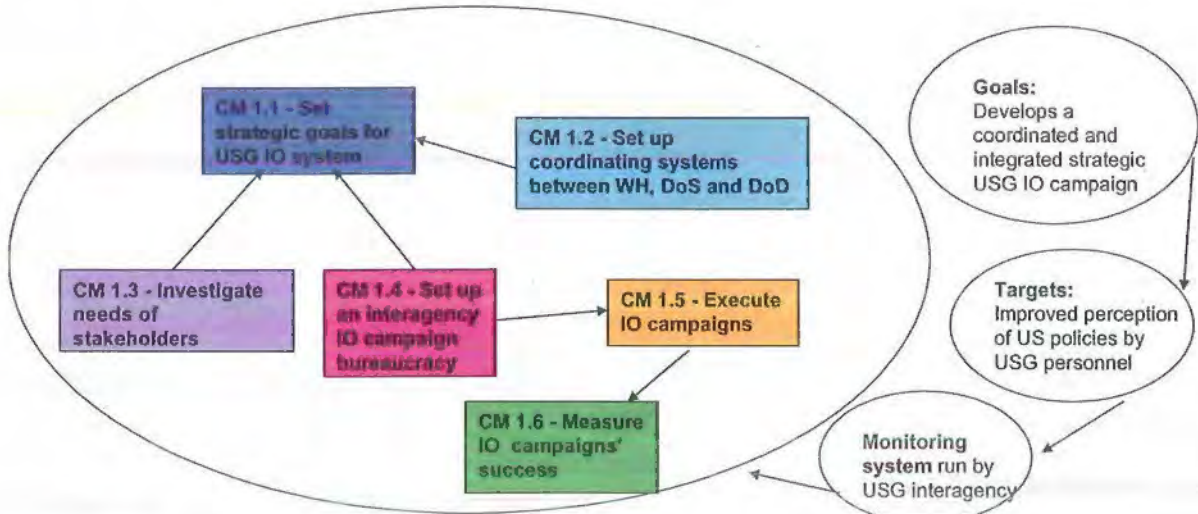 CM 1.1 - Set
strategic goals for
USG IO system
CM 1.2 - Set up
coordinating systems
between WH, DoS and DoD
CM 1.3 - Investigate
needs of
stakeholders
CM 1.4 - Set up
an interagency
IO campaign
bureaucracy
CM 1.5 - Execute
IO campaigns
CM 1.6 - Measure
IO campaigns'
success
Goals:
Develops a
coordinated and
integrated strategic
USG IO campaign
Targets:
Improved perception
of US policies by
USG personnel
Monitoring
system run by
USG interagency